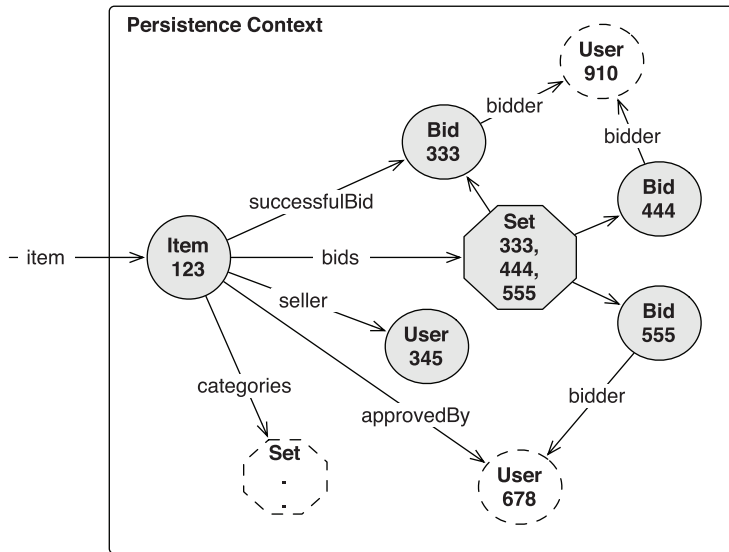 Persistence Context
User
910
bidder
Bid
333
bidder
successfulBid
Bid
444
Item
123
item
bids
Set
333,
444,
555
seller
User
345
Bid
555
categories
approvedBy
bidder
Set
.
.
User
678